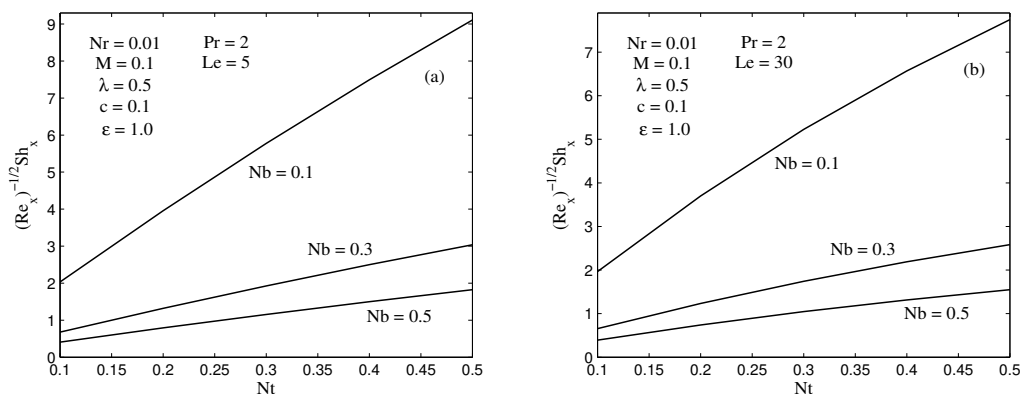 9
8
7
6
5
4
3
2
1
0
(Re_x)^{-1/2}Sh_x
Nr = 0.01
M = 0.1
λ = 0.5
c = 0.1
ε = 1.0
Pr = 2
Le = 5
(a)
Nb = 0.1
Nb = 0.3
Nb = 0.5
0.1 0.15 0.2 0.25 0.3 0.35 0.4 0.45 0.5
Nt
7
6
5
4
3
2
1
0
(Re_x)^{-1/2}Sh_x
Nr = 0.01
M = 0.1
λ = 0.5
c = 0.1
ε = 1.0
Pr = 2
Le = 30
(b)
Nb = 0.1
Nb = 0.3
Nb = 0.5
0.1 0.15 0.2 0.25 0.3 0.35 0.4 0.45 0.5
Nt